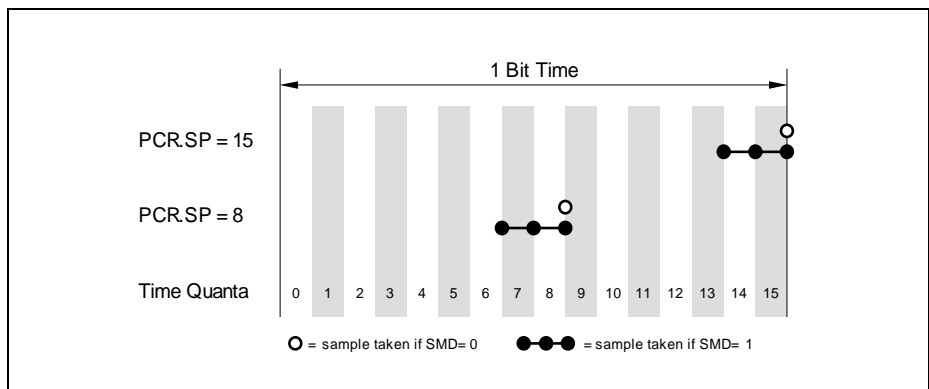 1 Bit Time
PCR.SP = 15
PCR.SP = 8
Time Quanta 0 1 2 3 4 5 6 7 8 9 10 11 12 13 14 15
= sample taken if SMD= 0 = sample taken if SMD= 1